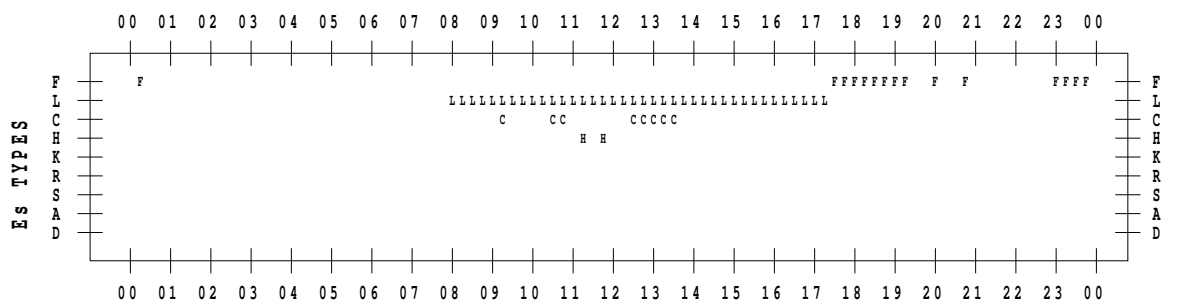 00 01 02 03 04 05 06 07 08 09 10 11 12 13 14 15 16 17 18 19 20 21 22 23 00
F F FFFFFFFF F F FFFF F
L LLLLLLLLLLLLLLLLLLLLLLLLLLLLLLLLLLLLLL L
C C CC CCCCC C
H H H H
K K
R R
S S
A A
D D
Es TYPES
00 01 02 03 04 05 06 07 08 09 10 11 12 13 14 15 16 17 18 19 20 21 22 23 00